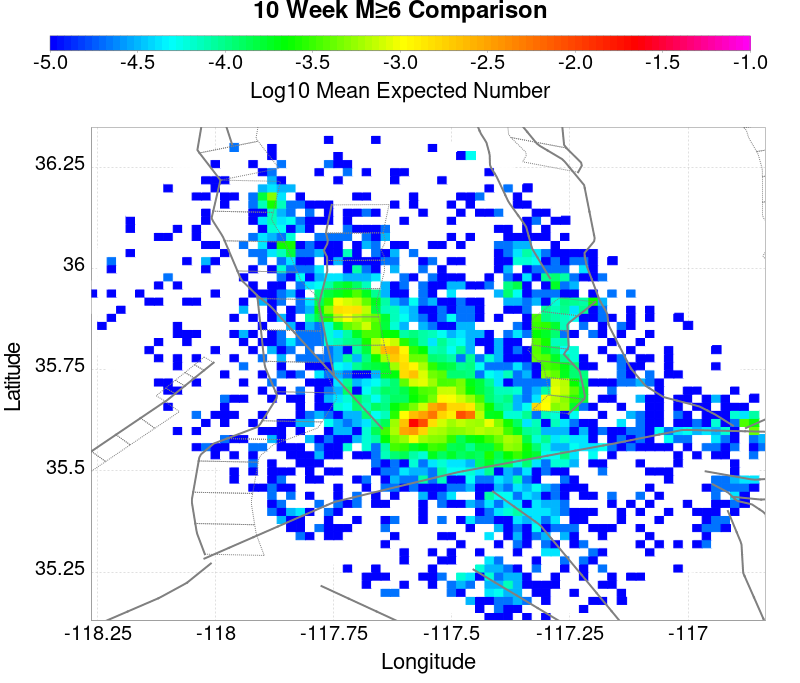 10 Week M≥6 Comparison
-5.0 -4.5 -4.0 -3.5 -3.0 -2.5 -2.0 -1.5 -1.0
Log10 Mean Expected Number
36.25
36
35.75
35.5
35.25
Latitude
-118.25 -118 -117.75 -117.5 -117.25 -117
Longitude